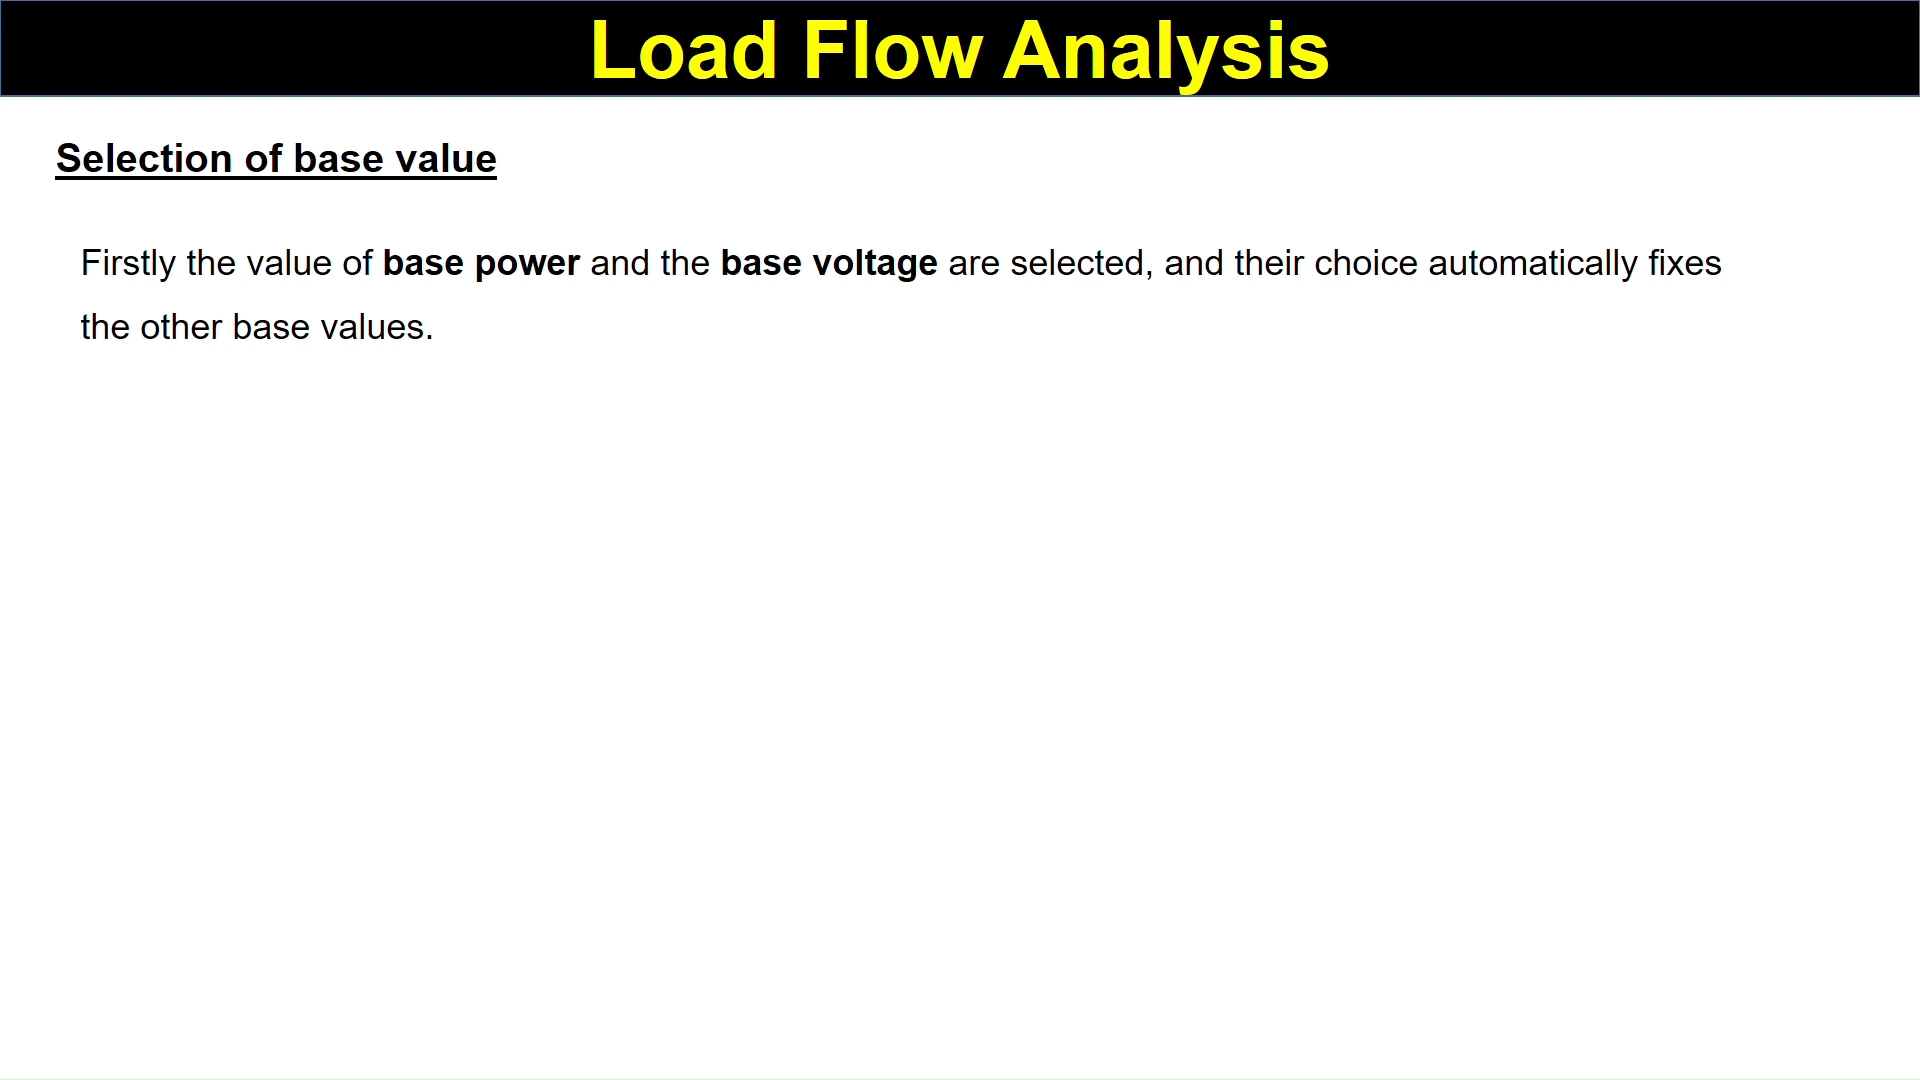 Load Flow Analysis
Selection of base value
Firstly the value of base power and the base voltage are selected, and their choice automatically fixes
the other base values.